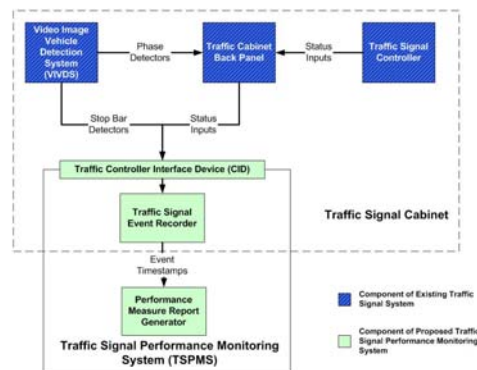 Video Image
Vehicle
Detection
System
(VIVDS)
Phase
Detectors
Traffic Cabinet
Back Panel
Status
Inputs
Traffic Signal
Controller
Stop Bar
Detectors
Status
Inputs
Traffic Controller Interface Device (CID)
Traffic Signal
Event Recorder
Traffic Signal Cabinet
Event
Timestamps
Performance
Measure Report
Generator
Traffic Signal Performance Monitoring
System (TSPMS)
Component of Existing Traffic
Signal System
Component of Proposed Traffic
Signal Performance Monitoring
System